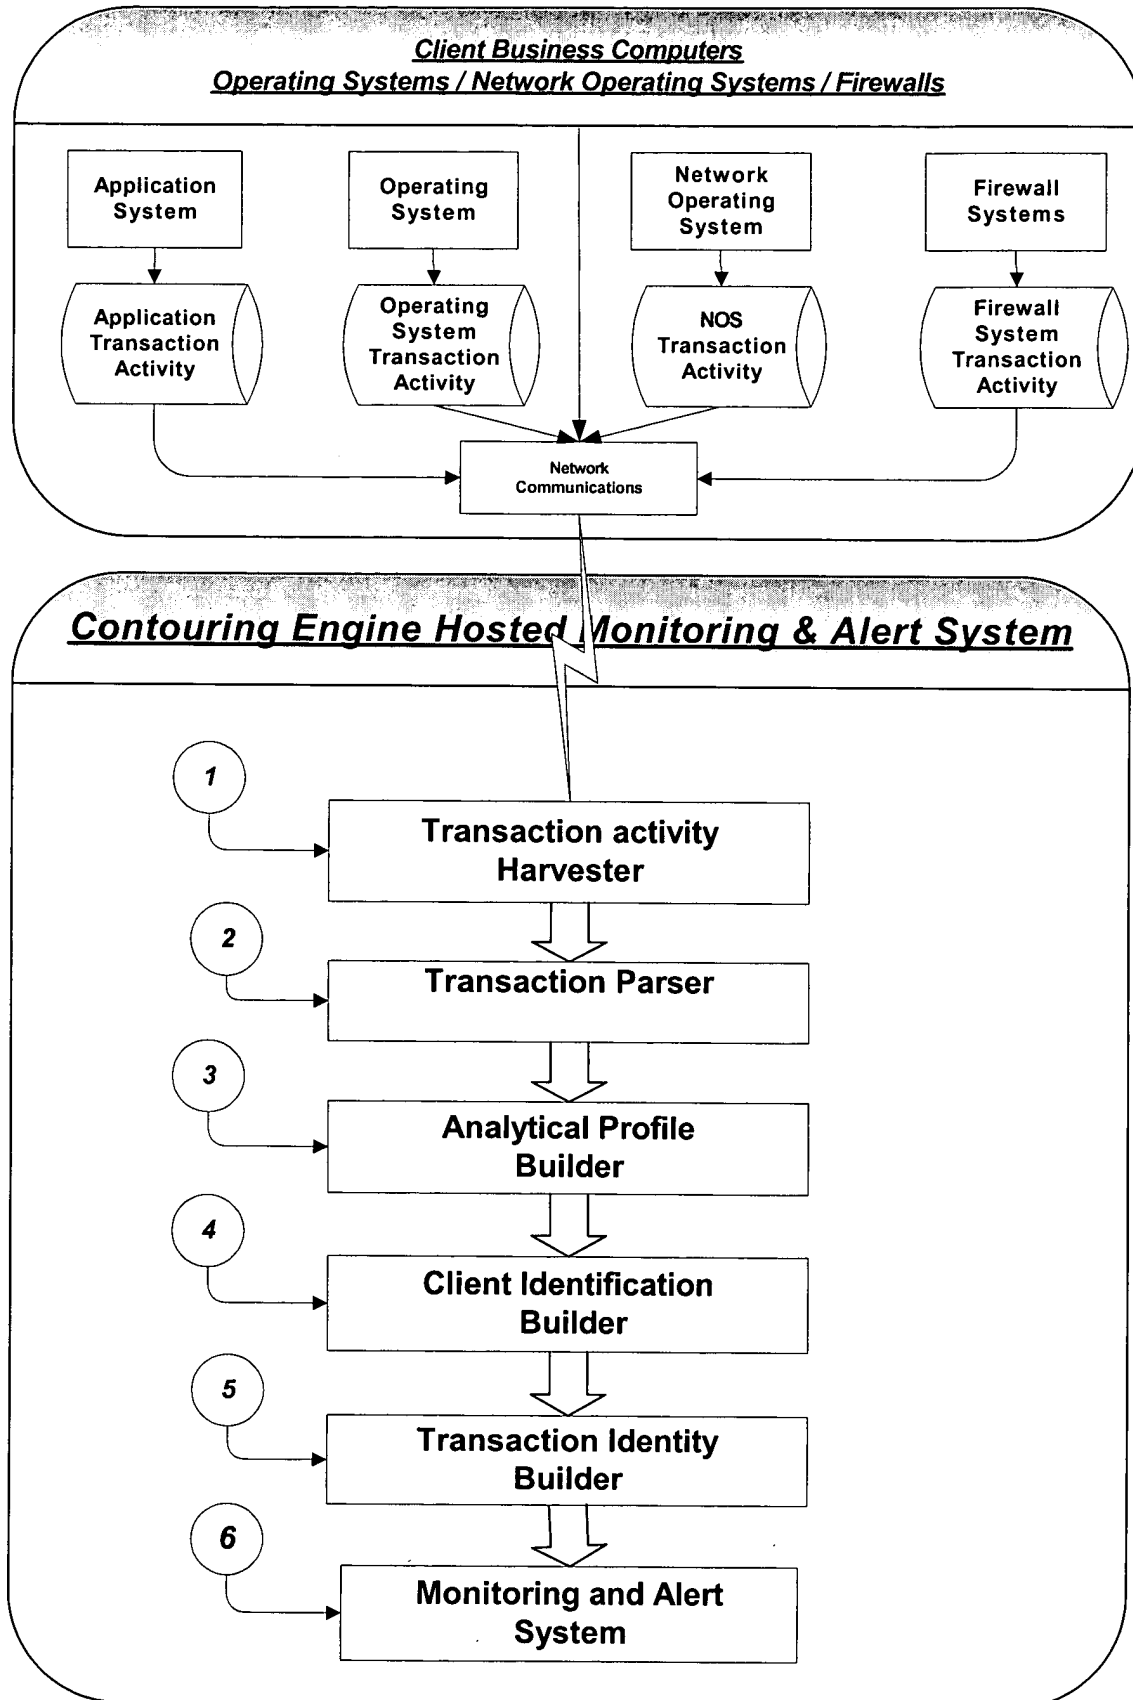 Client Business Computers
Operating Systems / Network Operating Systems / Firewalls
Application
System
Operating
System
Network
Operating
System
Firewall
Systems
Application
Transaction
Activity
Operating
System
Transaction
Activity
NOS
Transaction
Activity
Firewall
System
Transaction
Activity
Network
Communications
Contouring Engine Hosted Monitoring & Alert System
1
Transaction activity
Harvester
2
Transaction Parser
3
Analytical Profile
Builder
4
Client Identification
Builder
5
Transaction Identity
Builder
6
Monitoring and Alert
System